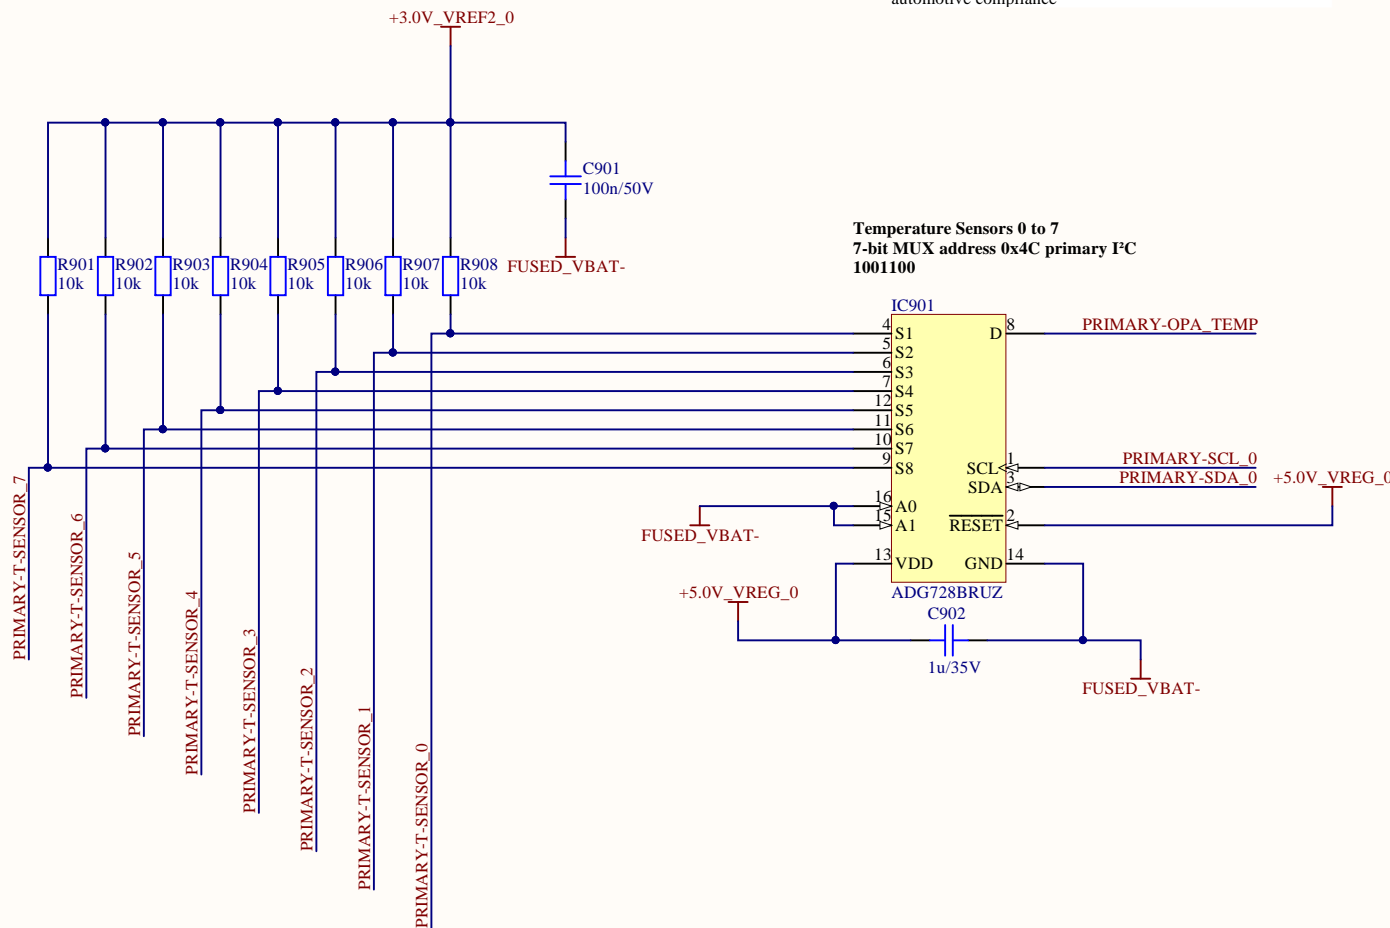 automotive compliance
+3.0V_VREF2_0
C901
100n/50V
FUSED_VBAT-
R901
10k
R902
10k
R903
10k
R904
10k
R905
10k
R906
10k
R907
10k
R908
10k
Temperature Sensors 0 to 7
7-bit MUX address 0x4C primary I²C
1001100
IC901
4 S1
5 S2
6 S3
7 S4
12 S5
11 S6
10 S7
9 S8
16 A0
15 A1
13 VDD
D 8
SCL 1
SDA 3
RESET 2
GND 14
ADG728BRUZ
PRIMARY-OPA_TEMP
PRIMARY-SCL_0
PRIMARY-SDA_0
+5.0V_VREG_0
FUSED_VBAT-
+5.0V_VREG_0
C902
1u/35V
FUSED_VBAT-
PRIMARY-T-SENSOR_7
PRIMARY-T-SENSOR_6
PRIMARY-T-SENSOR_5
PRIMARY-T-SENSOR_4
PRIMARY-T-SENSOR_3
PRIMARY-T-SENSOR_2
PRIMARY-T-SENSOR_1
PRIMARY-T-SENSOR_0